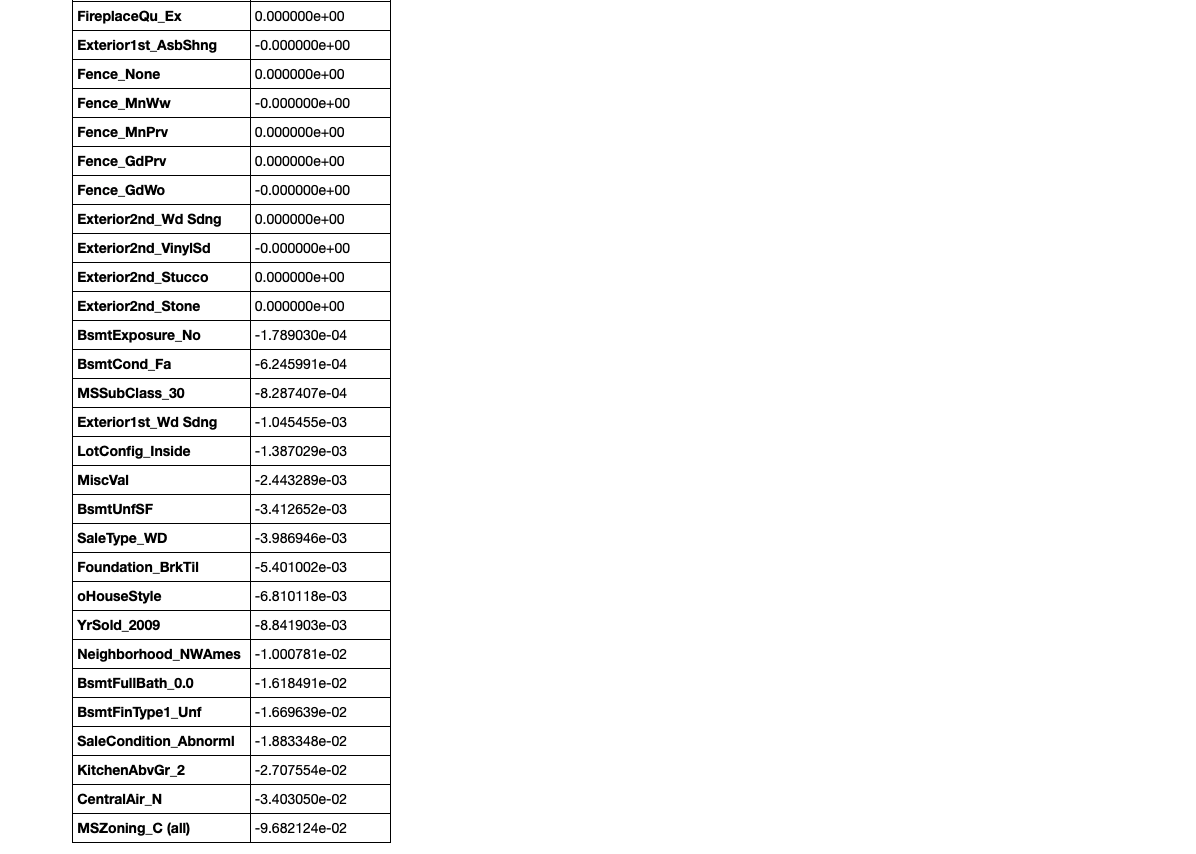 FireplaceQu_Ex 0.000000e+00
Exterior1st_AsbShng -0.000000e+00
Fence_None 0.000000e+00
Fence_MnWw -0.000000e+00
Fence_MnPrv 0.000000e+00
Fence_GdPrv 0.000000e+00
Fence_GdWo -0.000000e+00
Exterior2nd_Wd Sdng 0.000000e+00
Exterior2nd_VinylSd -0.000000e+00
Exterior2nd_Stucco 0.000000e+00
Exterior2nd_Stone 0.000000e+00
BsmtExposure_No -1.789030e-04
BsmtCond_Fa -6.245991e-04
MSSubClass_30 -8.287407e-04
Exterior1st_Wd Sdng -1.045455e-03
LotConfig_Inside -1.387029e-03
MiscVal -2.443289e-03
BsmtUnfSF -3.412652e-03
SaleType_WD -3.986946e-03
Foundation_BrkTil -5.401002e-03
oHouseStyle -6.810118e-03
YrSold_2009 -8.841903e-03
Neighborhood_NWAmes -1.000781e-02
BsmtFullBath_0.0 -1.618491e-02
BsmtFinType1_Unf -1.669639e-02
SaleCondition_Abnorml -1.883348e-02
KitchenAbvGr_2 -2.707554e-02
CentralAir_N -3.403050e-02
MSZoning_C (all) -9.682124e-02